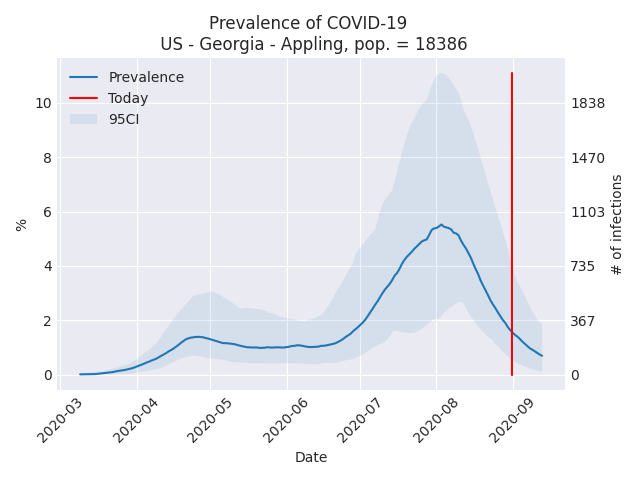 Prevalence of COVID-19
US - Georgia - Appling, pop. = 18386
Prevalence
Today
95CI
10
8
6
4
2
0
%
1838
1470
1103
735
367
0
# of infections
2020-03
2020-04
2020-05
2020-06
2020-07
2020-08
2020-09
Date